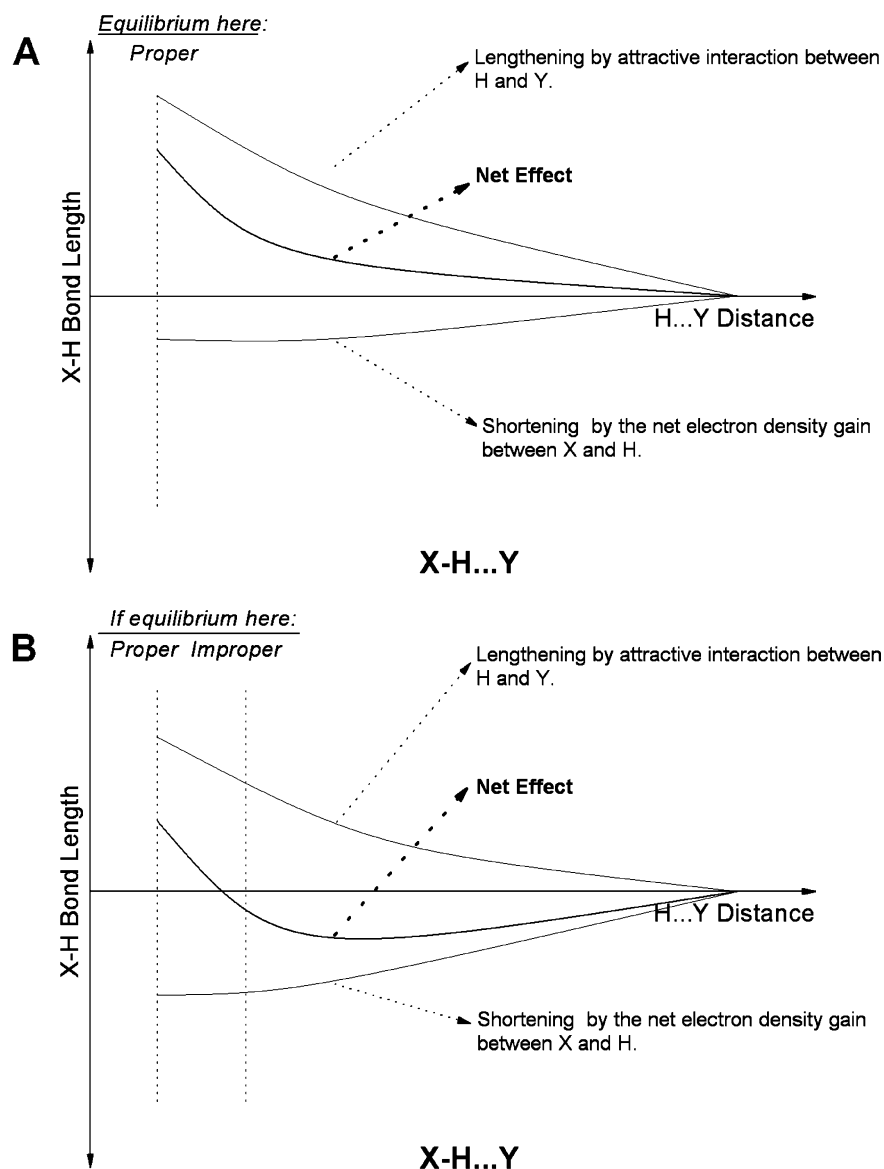 Equilibrium here:
A
Proper
Lengthening by attractive interaction between
H and Y.
Net Effect
X-H Bond Length
H...Y Distance
Shortening by the net electron density gain
between X and H.
X-H...Y
If equilibrium here:
B
Proper Improper
Lengthening by attractive interaction between
H and Y.
Net Effect
X-H Bond Length
H...Y Distance
Shortening by the net electron density gain
between X and H.
X-H...Y